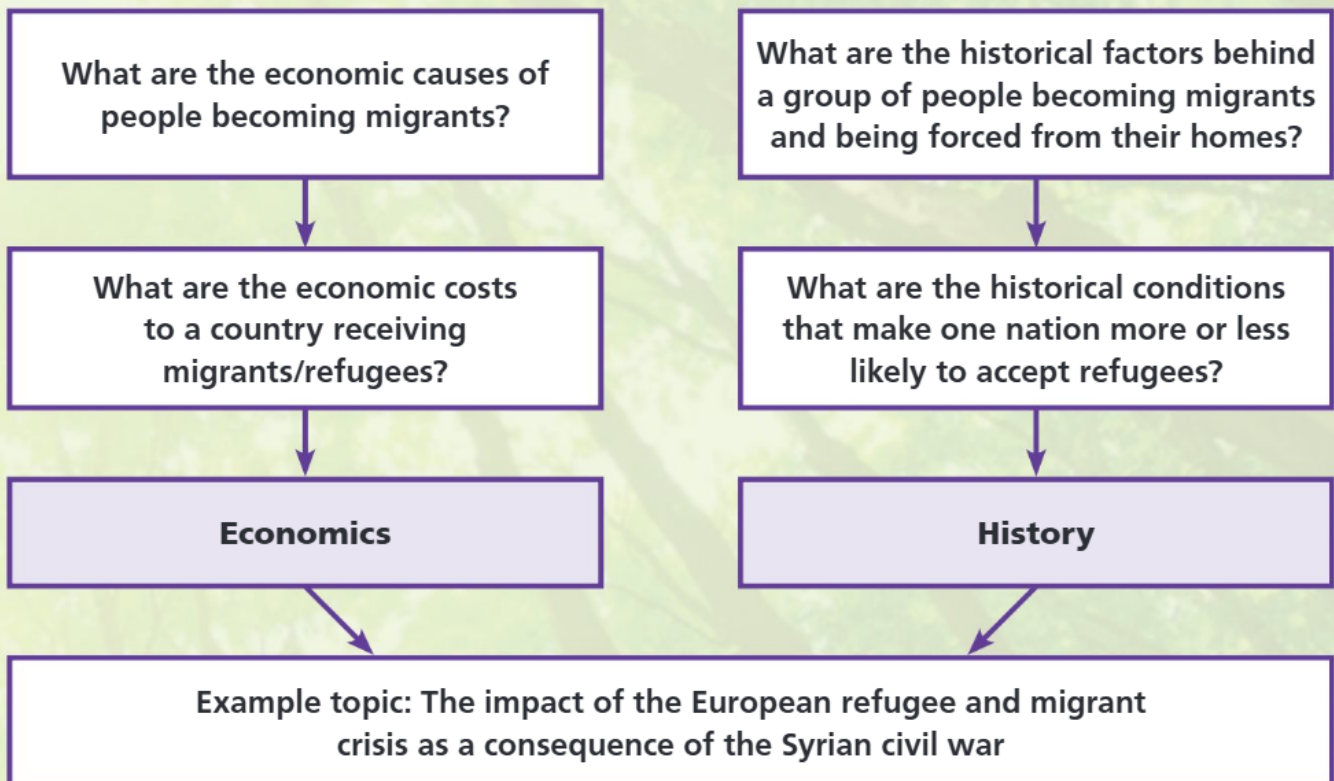 What are the economic causes of
people becoming migrants?
What are the historical factors behind
a group of people becoming migrants
and being forced from their homes?
What are the economic costs
to a country receiving
migrants/refugees?
What are the historical conditions
that make one nation more or less
likely to accept refugees?
Economics
History
Example topic: The impact of the European refugee and migrant
crisis as a consequence of the Syrian civil war